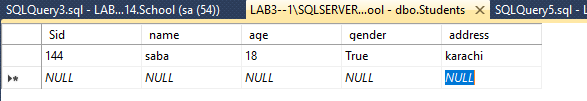 SQLQuery3.sql - LAB...14.School (sa (54)) LAB3--1\SQLSERVER...ool - dbo.Students SQLQuery5.sql - L
Sid name age gender address
144 saba 18 True karachi
NULL NULL NULL NULL NULL